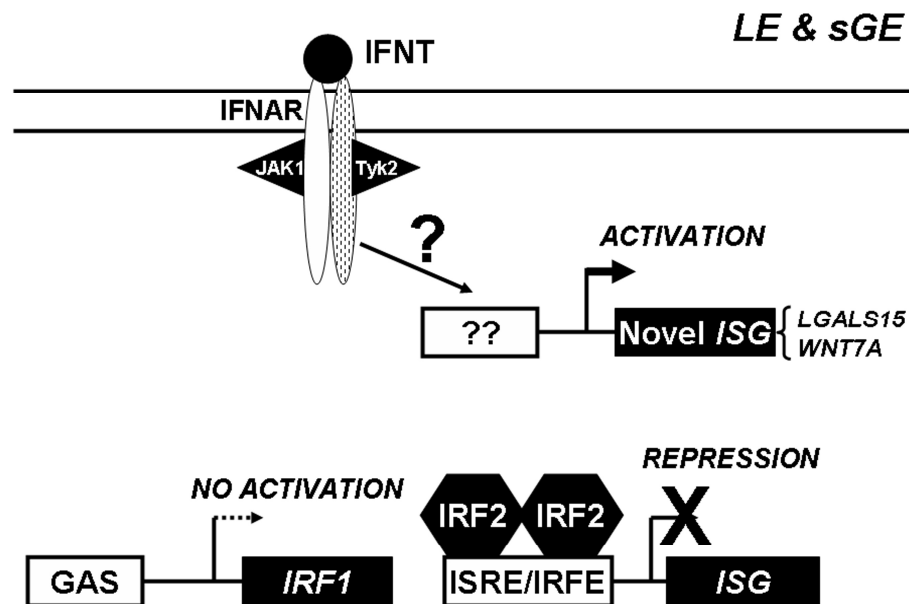 LE & sGE
IFNT
IFNAR
JAK1 Tyk2
?
ACTIVATION
?? Novel ISG LGALS15
WNT7A
REPRESSION
NO ACTIVATION
IRF2 IRF2
X
GAS IRF1 ISRE/IRFE ISG